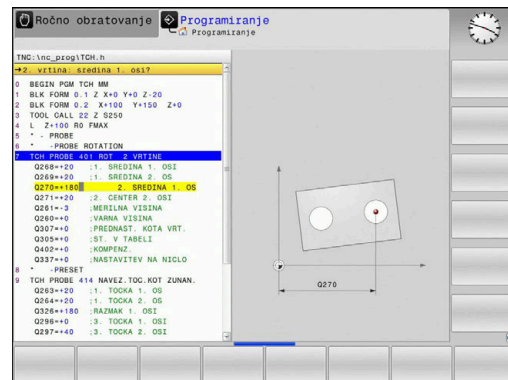 Ročno obratovanje
Programiranje
Programiranje
TNC:\nc_prog\TCH.h
→2. vrtina: sredina 1. osi?
0 BEGIN PGM TCH MM
1 BLK FORM 0.1 Z X+0 Y+0 Z-20
2 BLK FORM 0.2 X+100 Y+150 Z+0
3 TOOL CALL 22 Z S250
4 L Z+100 R0 FMAX
5 * - PROBE
6 * -PROBE ROTATION
7 TCH PROBE 401 ROT 2 VRTINE
Q268=+20 ;1. SREDINA 1. OSI
Q269=+20 ;1. SREDINA 2. OS
Q270=+180 2. SREDINA 1. OS
Q271=+20 ;2. CENTER 2. OSI
Q261=-3 ;MERILNA VISINA
Q260=+0 ;VARNA VISINA
Q307=+0 ;PREDNAST. KOTA VRT.
Q305=+0 ;ST. V TABELI
Q402=+0 ;KOMPENZ.
Q337=+0 ;NASTAVITEV NA NICLO
8 * -PRESET
9 TCH PROBE 414 NAVEZ.TOC.KOT ZUNAN.
Q263=+20 ;1. TOCKA 1. OS
Q264=+20 ;1. TOCKA 2. OS
Q326=+180 ;RAZMAK 1. OSI
Q296=+0 ;3. TOCKA 1. OSI
Q297=+40 ;3. TOCKA 2. OSI
Q270